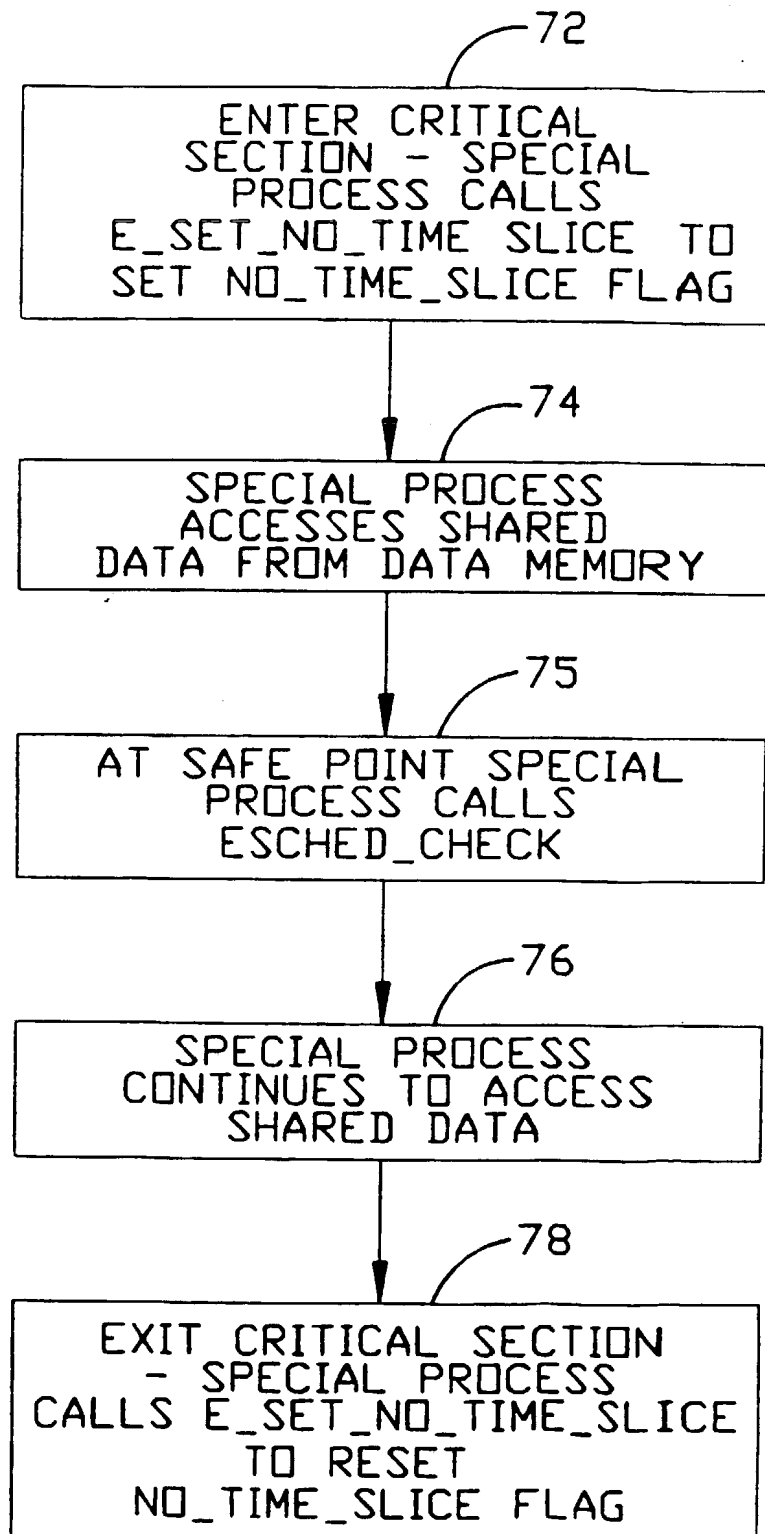 72
ENTER CRITICAL
SECTION - SPECIAL
PROCESS CALLS
E_SET_NO_TIME SLICE TO
SET NO_TIME_SLICE FLAG
74
SPECIAL PROCESS
ACCESSES SHARED
DATA FROM DATA MEMORY
75
AT SAFE POINT SPECIAL
PROCESS CALLS
ESCHED_CHECK
76
SPECIAL PROCESS
CONTINUES TO ACCESS
SHARED DATA
78
EXIT CRITICAL SECTION
- SPECIAL PROCESS
CALLS E_SET_NO_TIME_SLICE
TO RESET
NO_TIME_SLICE FLAG